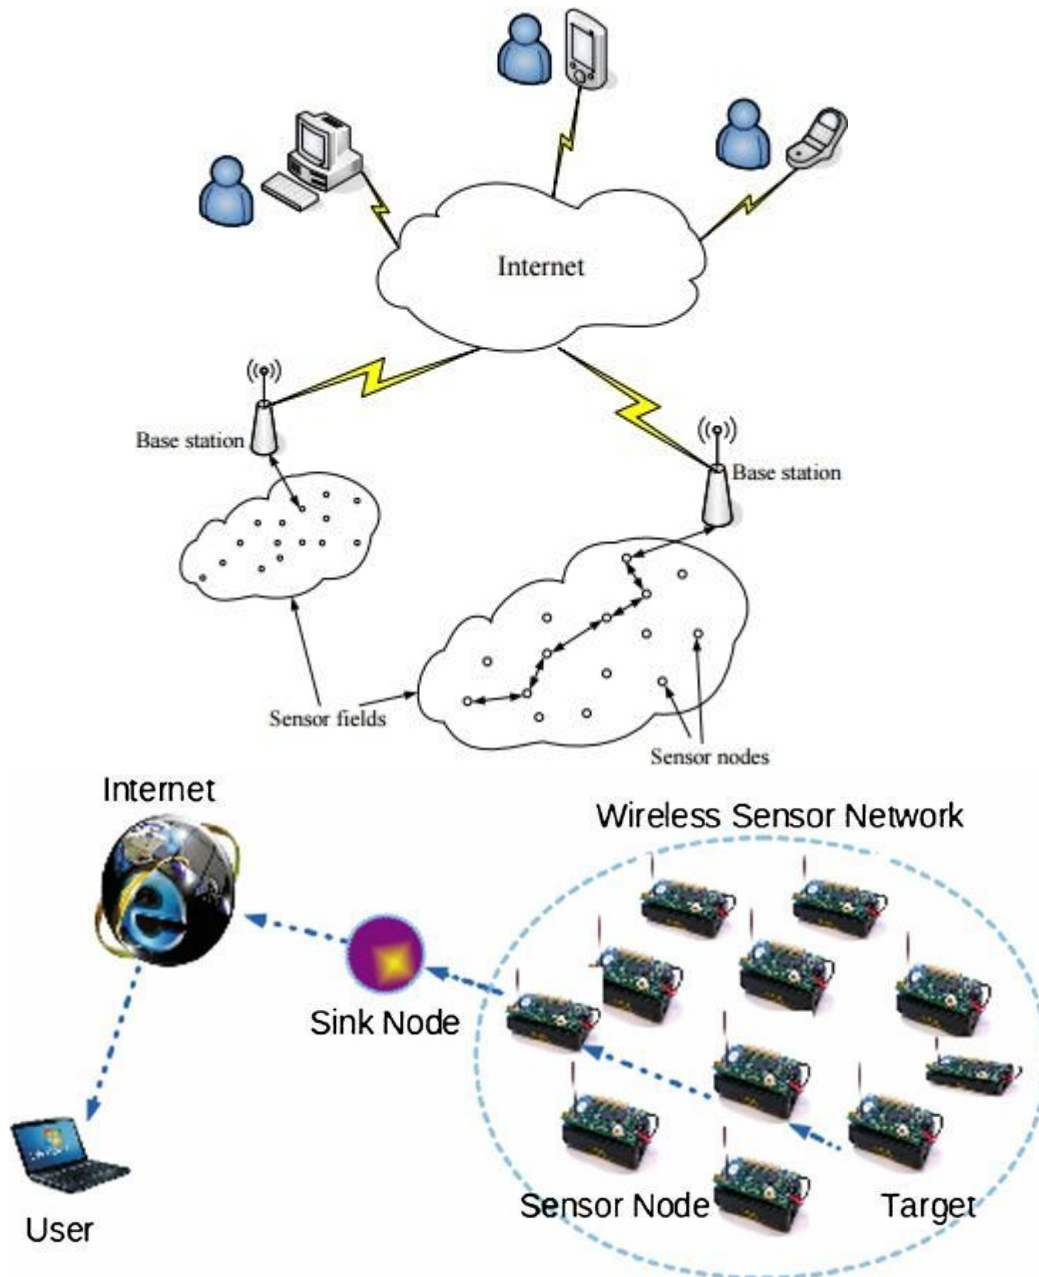 Internet
Base station
Base station
Sensor fields
Sensor nodes
Internet
Wireless Sensor Network
Sink Node
Sensor Node
Target
User